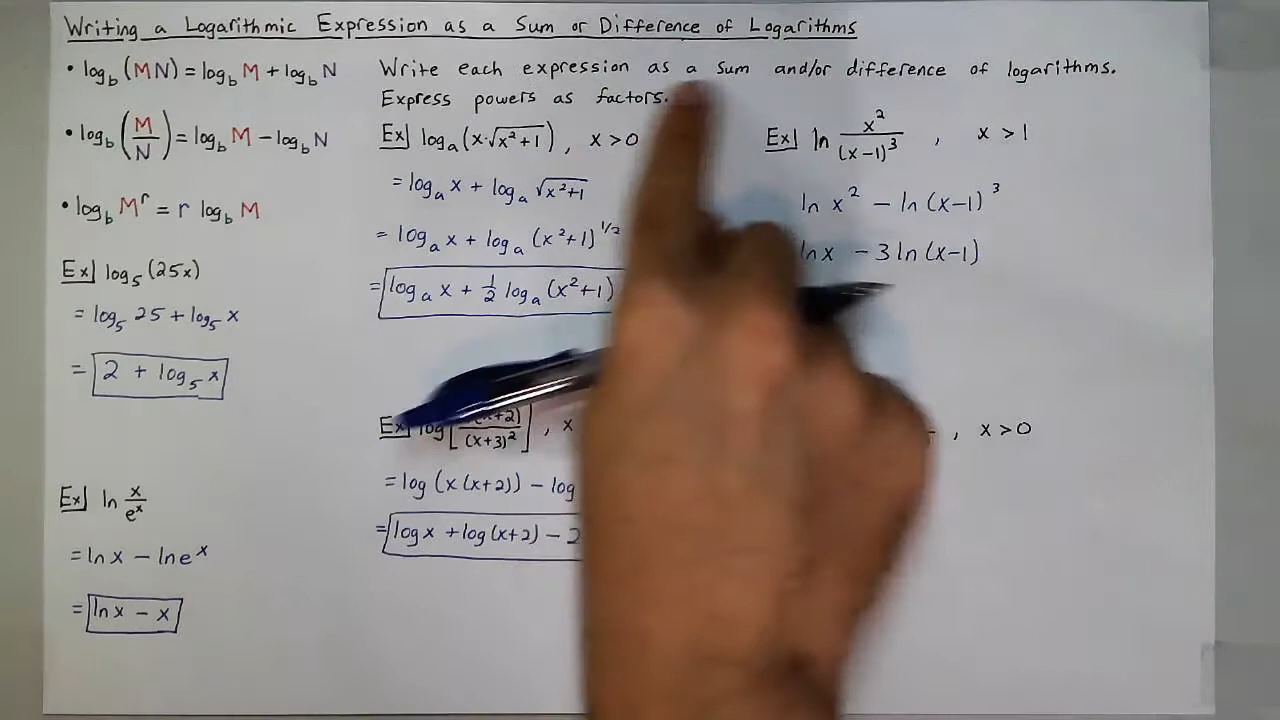 Writing a Logarithmic Expression as a Sum or Difference of Logarithms
• log_b (MN) = log_b M + log_b N
• log_b (M/N) = log_b M - log_b N
• log_b M^r = r log_b M
Ex] log_5 (25x)
= log_5 25 + log_5 x
= 2 + log_5 x
Ex] ln x/e^x
= ln x - ln e^x
= ln x - x
Write each expression as a sum and/or difference of logarithms.
Express powers as factors.
Ex] log_a (x·√(x²+1)) , x > 0
= log_a x + log_a √(x²+1)
= log_a x + log_a (x²+1)^1/2
= log_a x + 1/2 log_a (x²+1)
Ex] log [ (x+2)/(x+3)² ] , x
= log (x(x+2)) - log
= log x + log (x+2) - 2
Ex] ln x²/(x-1)³ , x > 1
ln x² - ln (x-1)³
ln x - 3 ln (x-1)
, x > 0